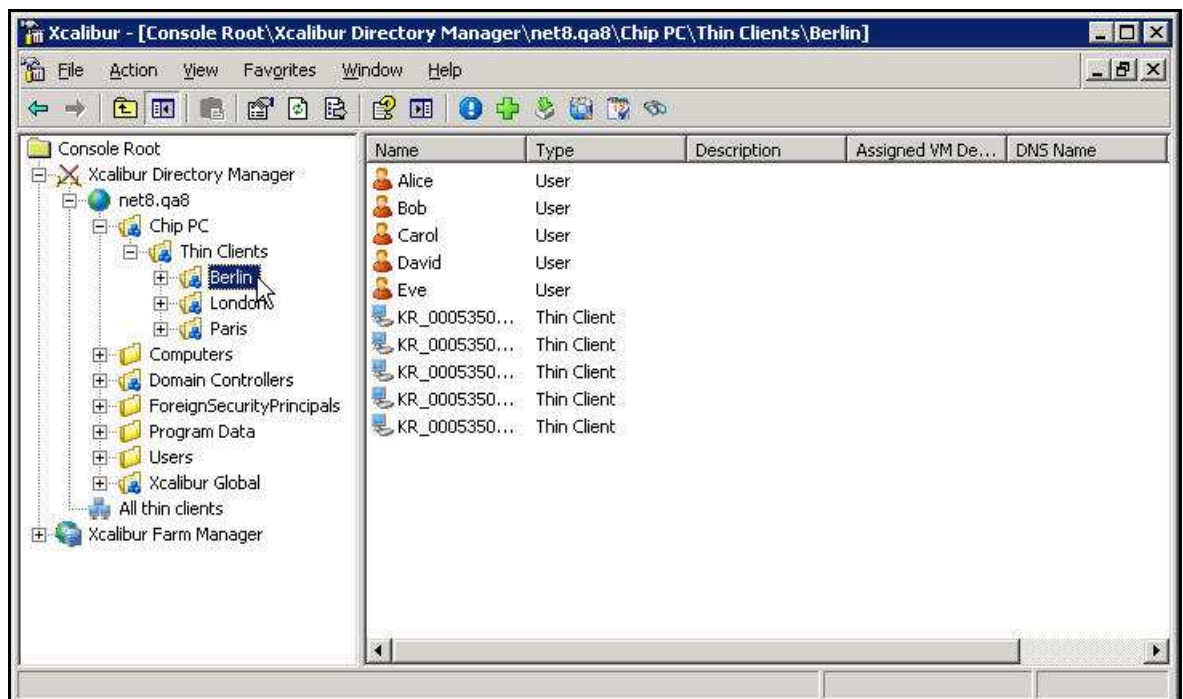 Xcalibur - [Console Root\Xcalibur Directory Manager\net8.qa8\Chip PC\Thin Clients\Berlin]
File Action View Favorites Window Help
Console Root
Xcalibur Directory Manager
net8.qa8
Chip PC
Thin Clients
Berlin
London
Paris
Computers
Domain Controllers
ForeignSecurityPrincipals
Program Data
Users
Xcalibur Global
All thin clients
Xcalibur Farm Manager
Name Type Description Assigned VM De... DNS Name
Alice User
Bob User
Carol User
David User
Eve User
KR_0005350... Thin Client
KR_0005350... Thin Client
KR_0005350... Thin Client
KR_0005350... Thin Client
KR_0005350... Thin Client